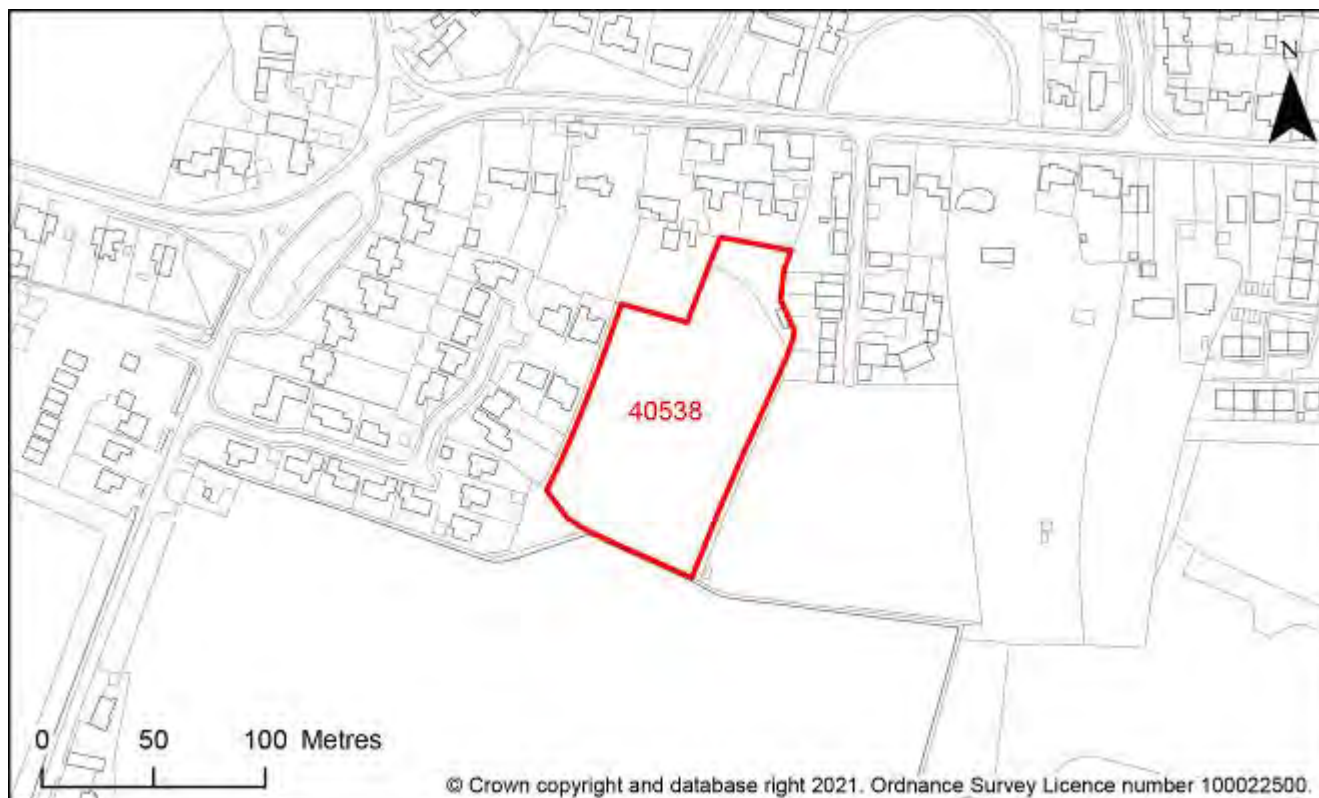 N
40538
0 50 100 Metres
© Crown copyright and database right 2021. Ordnance Survey Licence number 100022500.